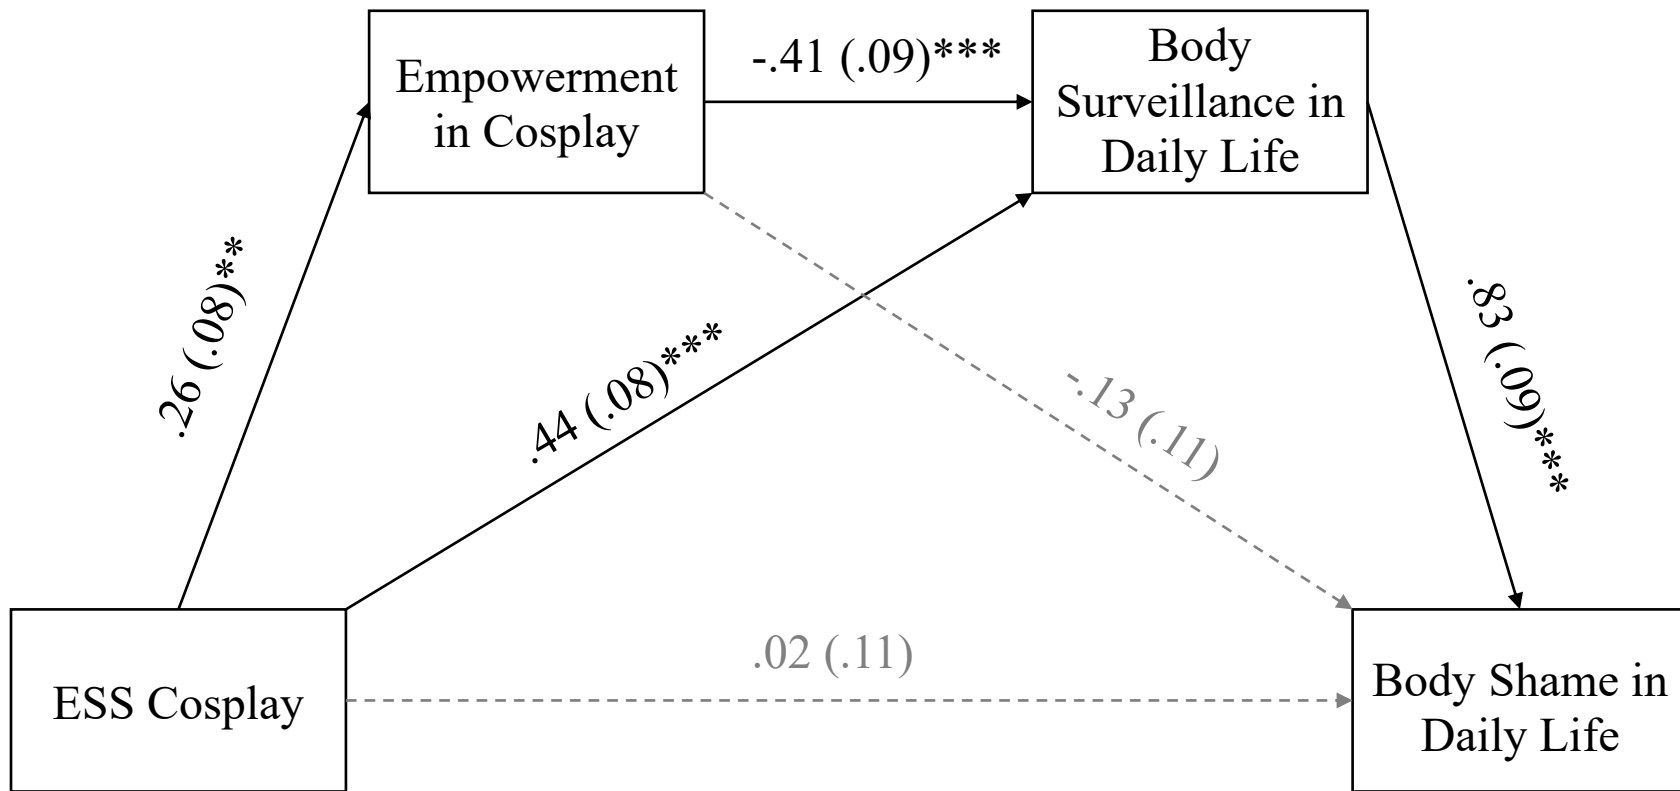 Empowerment
in Cosplay
-.41 (.09)***
Body
Surveillance in
Daily Life
.26 (.08)**
.44 (.08)***
-.13 (.11)
.83 (.09)***
.02 (.11)
ESS Cosplay
Body Shame in
Daily Life